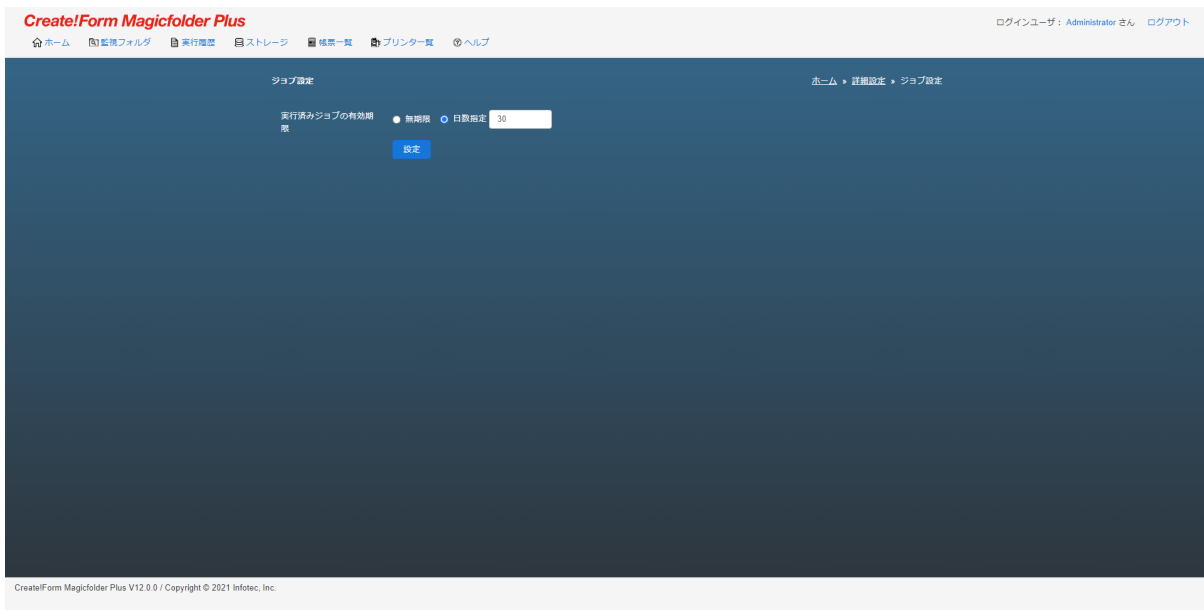 Create!Form Magicfolder Plus
ログインユーザ： Administrator さん ログアウト
ホーム 監視フォルダ 実行履歴 ストレージ 帳票一覧 プリンター覧 ヘルプ
ジョブ設定
ホーム » 詳細設定 » ジョブ設定
実行済みジョブの有効期
限
無期限 日数指定 30
設定
Create!Form Magicfolder Plus V12.0.0 / Copyright © 2021 Infotec, Inc.